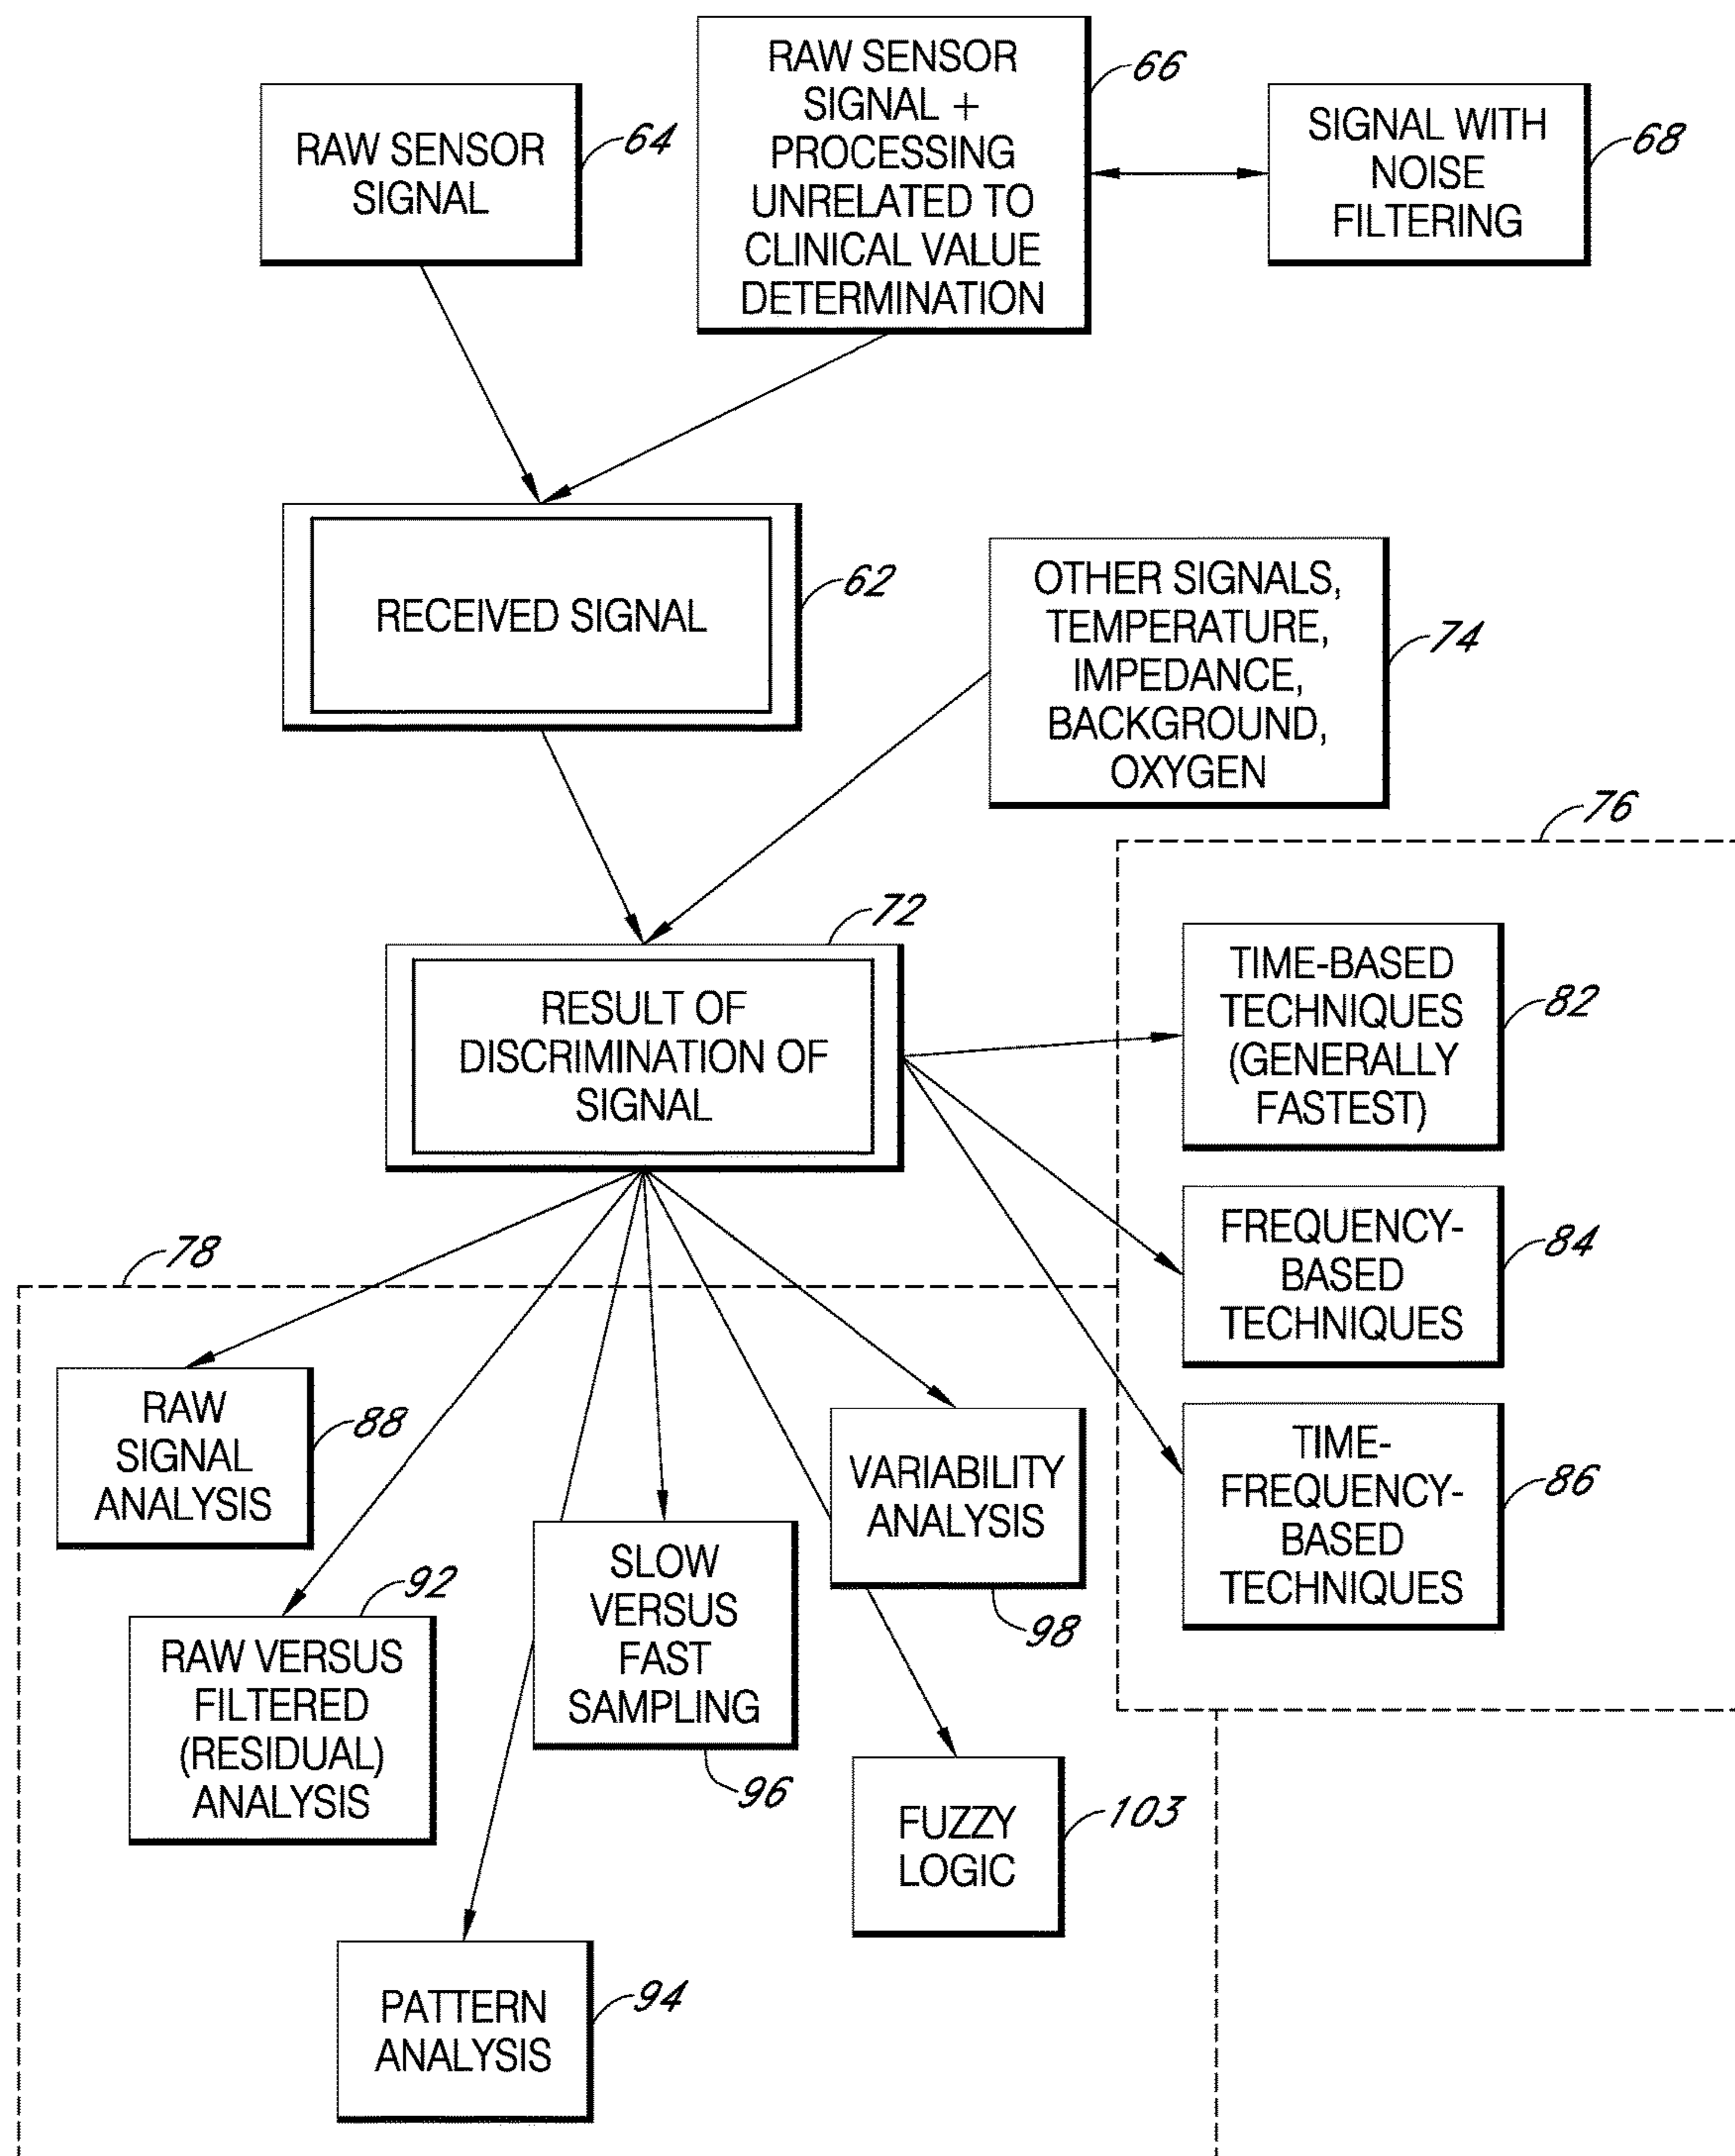 RAW SENSOR
SIGNAL
64
RAW SENSOR
SIGNAL +
PROCESSING
UNRELATED TO
CLINICAL VALUE
DETERMINATION
66
SIGNAL WITH
NOISE
FILTERING
68
RECEIVED SIGNAL
62
OTHER SIGNALS,
TEMPERATURE,
IMPEDANCE,
BACKGROUND,
OXYGEN
74
76
RESULT OF
DISCRIMINATION OF
SIGNAL
72
TIME-BASED
TECHNIQUES
(GENERALLY
FASTEST)
82
FREQUENCY-
BASED
TECHNIQUES
84
TIME-
FREQUENCY-
BASED
TECHNIQUES
86
78
RAW
SIGNAL
ANALYSIS
88
RAW VERSUS
FILTERED
(RESIDUAL)
ANALYSIS
92
SLOW
VERSUS
FAST
SAMPLING
96
VARIABILITY
ANALYSIS
98
FUZZY
LOGIC
103
PATTERN
ANALYSIS
94